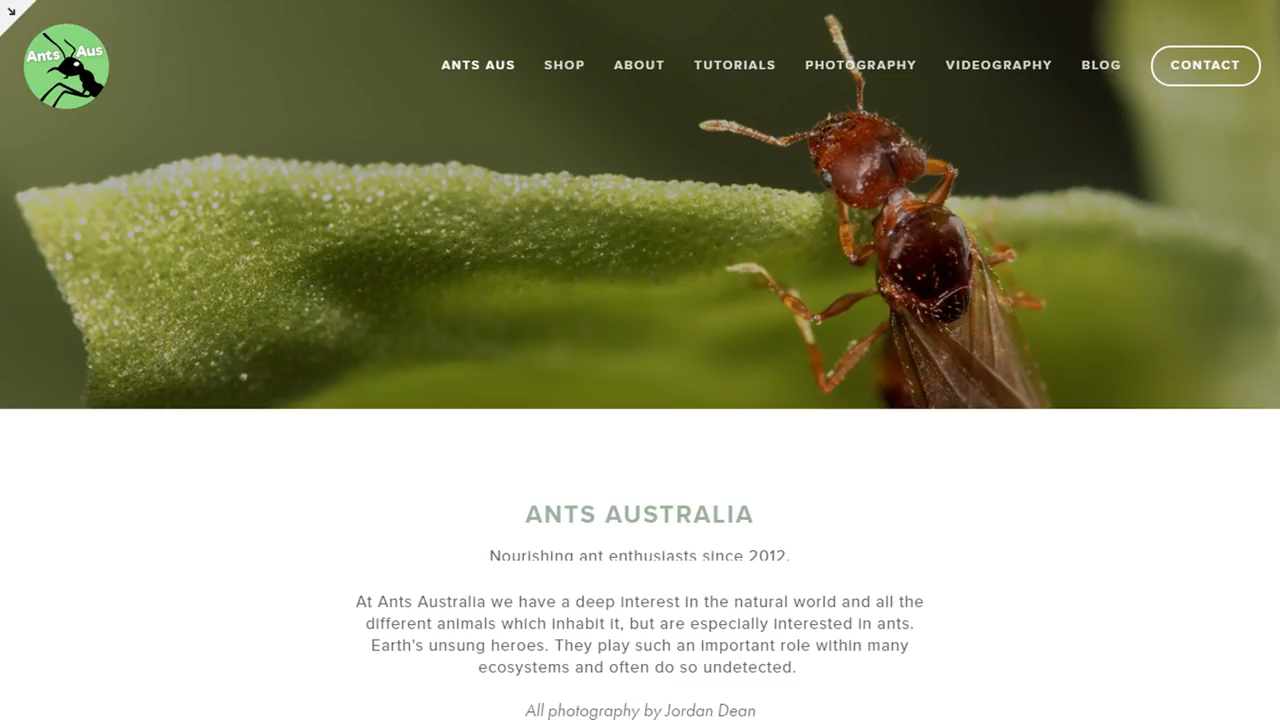 Ants Aus
ANTS AUS SHOP ABOUT TUTORIALS PHOTOGRAPHY VIDEOGRAPHY BLOG CONTACT
ANTS AUSTRALIA
Nourishing ant enthusiasts since 2012.
At Ants Australia we have a deep interest in the natural world and all the
different animals which inhabit it, but are especially interested in ants.
Earth's unsung heroes. They play such an important role within many
ecosystems and often do so undetected.
All photography by Jordan Dean